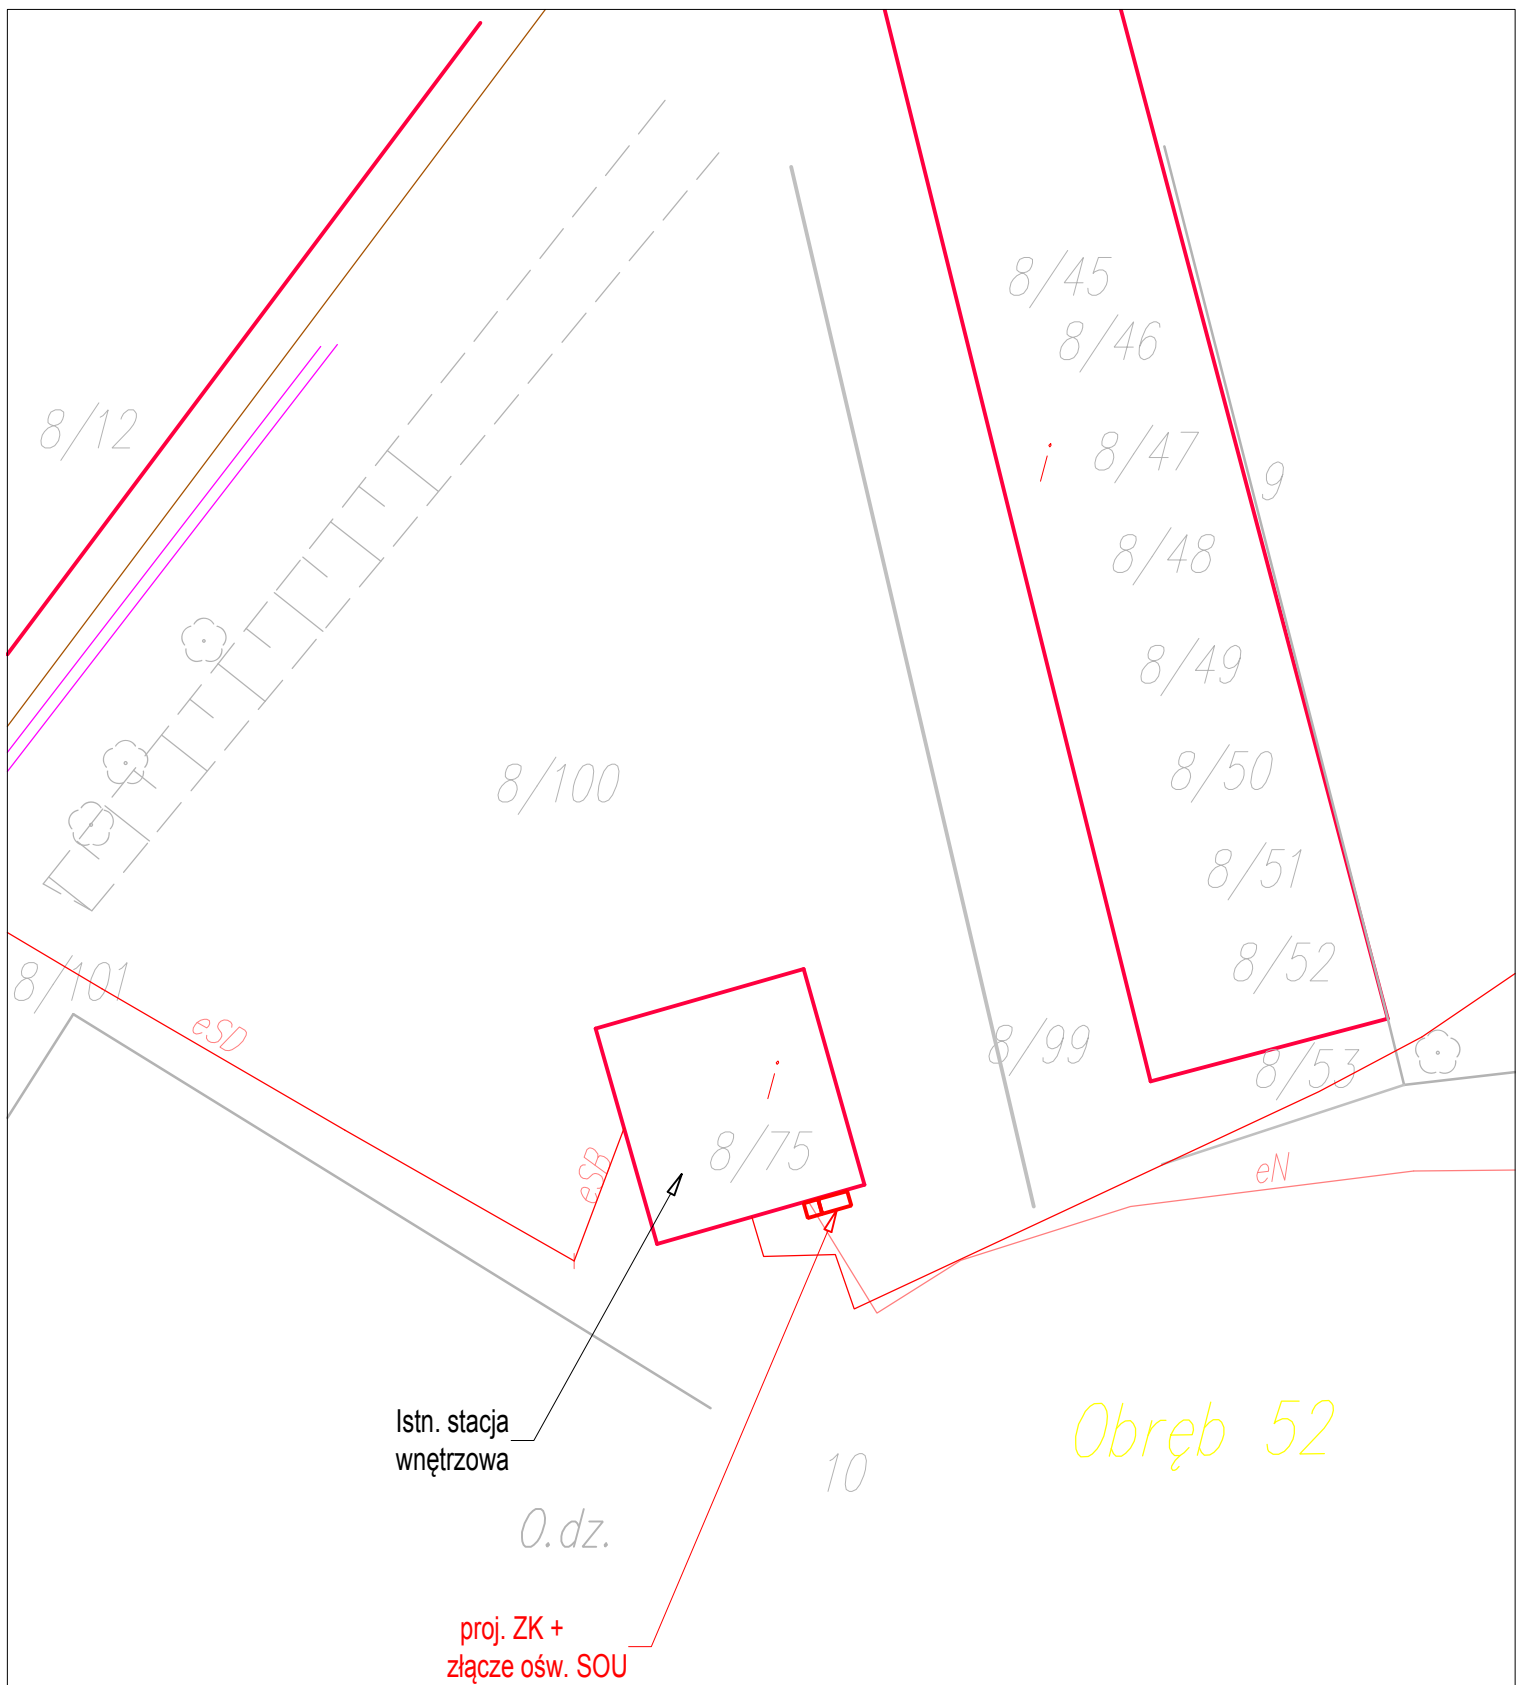 8/45
8/46
8/12
8/47
9
8/48
8/49
8/50
8/100
8/51
8/52
8/101
eSD
8/99
8/53
i
i
8/75
eSB
eN
Istn. stacja
wnętrzowa
Obręb 52
10
O.dz.
proj. ZK +
złącze ośw. SOU